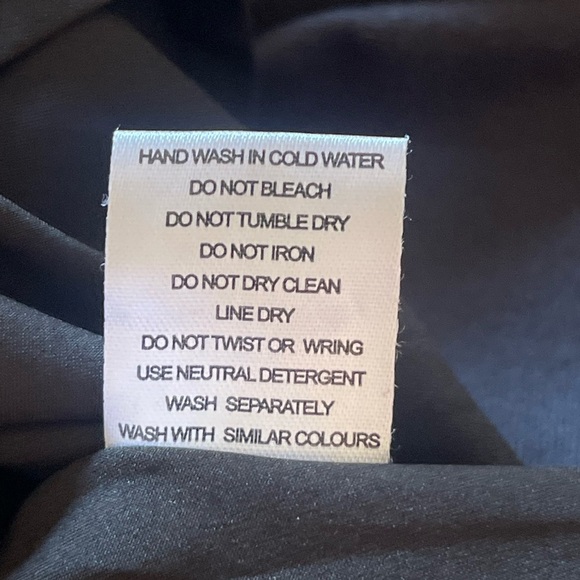 HAND WASH IN COLD WATER
DO NOT BLEACH
DO NOT TUMBLE DRY
DO NOT IRON
DO NOT DRY CLEAN
LINE DRY
DO NOT TWIST OR WRING
USE NEUTRAL DETERGENT
WASH SEPARATELY
WASH WITH SIMILAR COLOURS